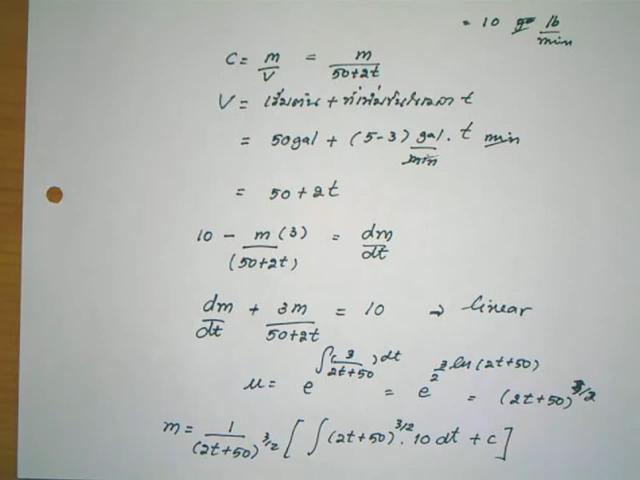 = 10 lb/min
C = m/V = m/(50+2t)
V = เริ่มต้น + ที่เพิ่มขึ้นในเวลา t
= 50 gal + (5-3) gal/min . t min
= 50+2t
10 - m(3)/(50+2t) = dm/dt
dm/dt + 3m/(50+2t) = 10 → linear
μ = e^∫(3/(2t+50))dt = e^(3/2 ln(2t+50)) = (2t+50)^3/2
m = 1/(2t+50)^3/2 [ ∫(2t+50)^3/2 . 10 dt + c ]